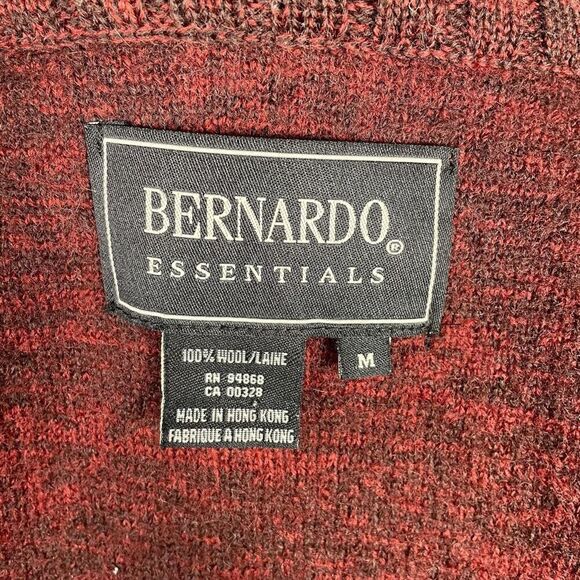 BERNARDO®
ESSENTIALS
100% WOOL/LAINE
M
RN 94868
CA 00328
MADE IN HONG KONG
FABRIQUE A HONG KONG